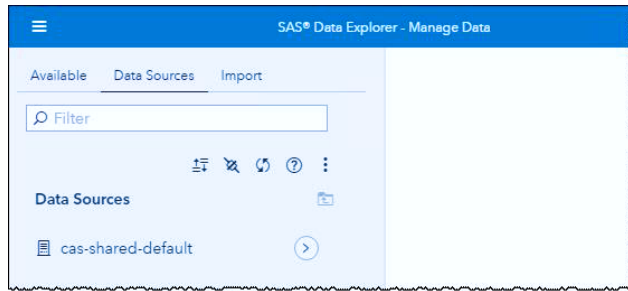 SAS® Data Explorer - Manage Data
Available Data Sources Import
Filter
Data Sources
cas-shared-default